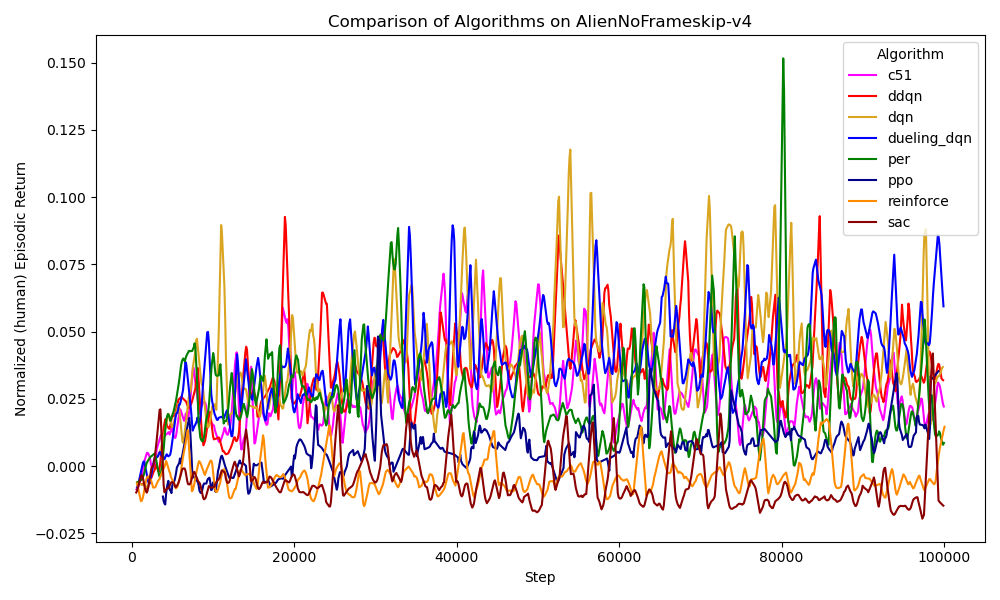 Comparison of Algorithms on AlienNoFrameskip-v4
Normalized (human) Episodic Return
0.150
0.125
0.100
0.075
0.050
0.025
0.000
−0.025
Algorithm
c51
ddqn
dqn
dueling_dqn
per
ppo
reinforce
sac
0
20000
40000
60000
80000
100000
Step